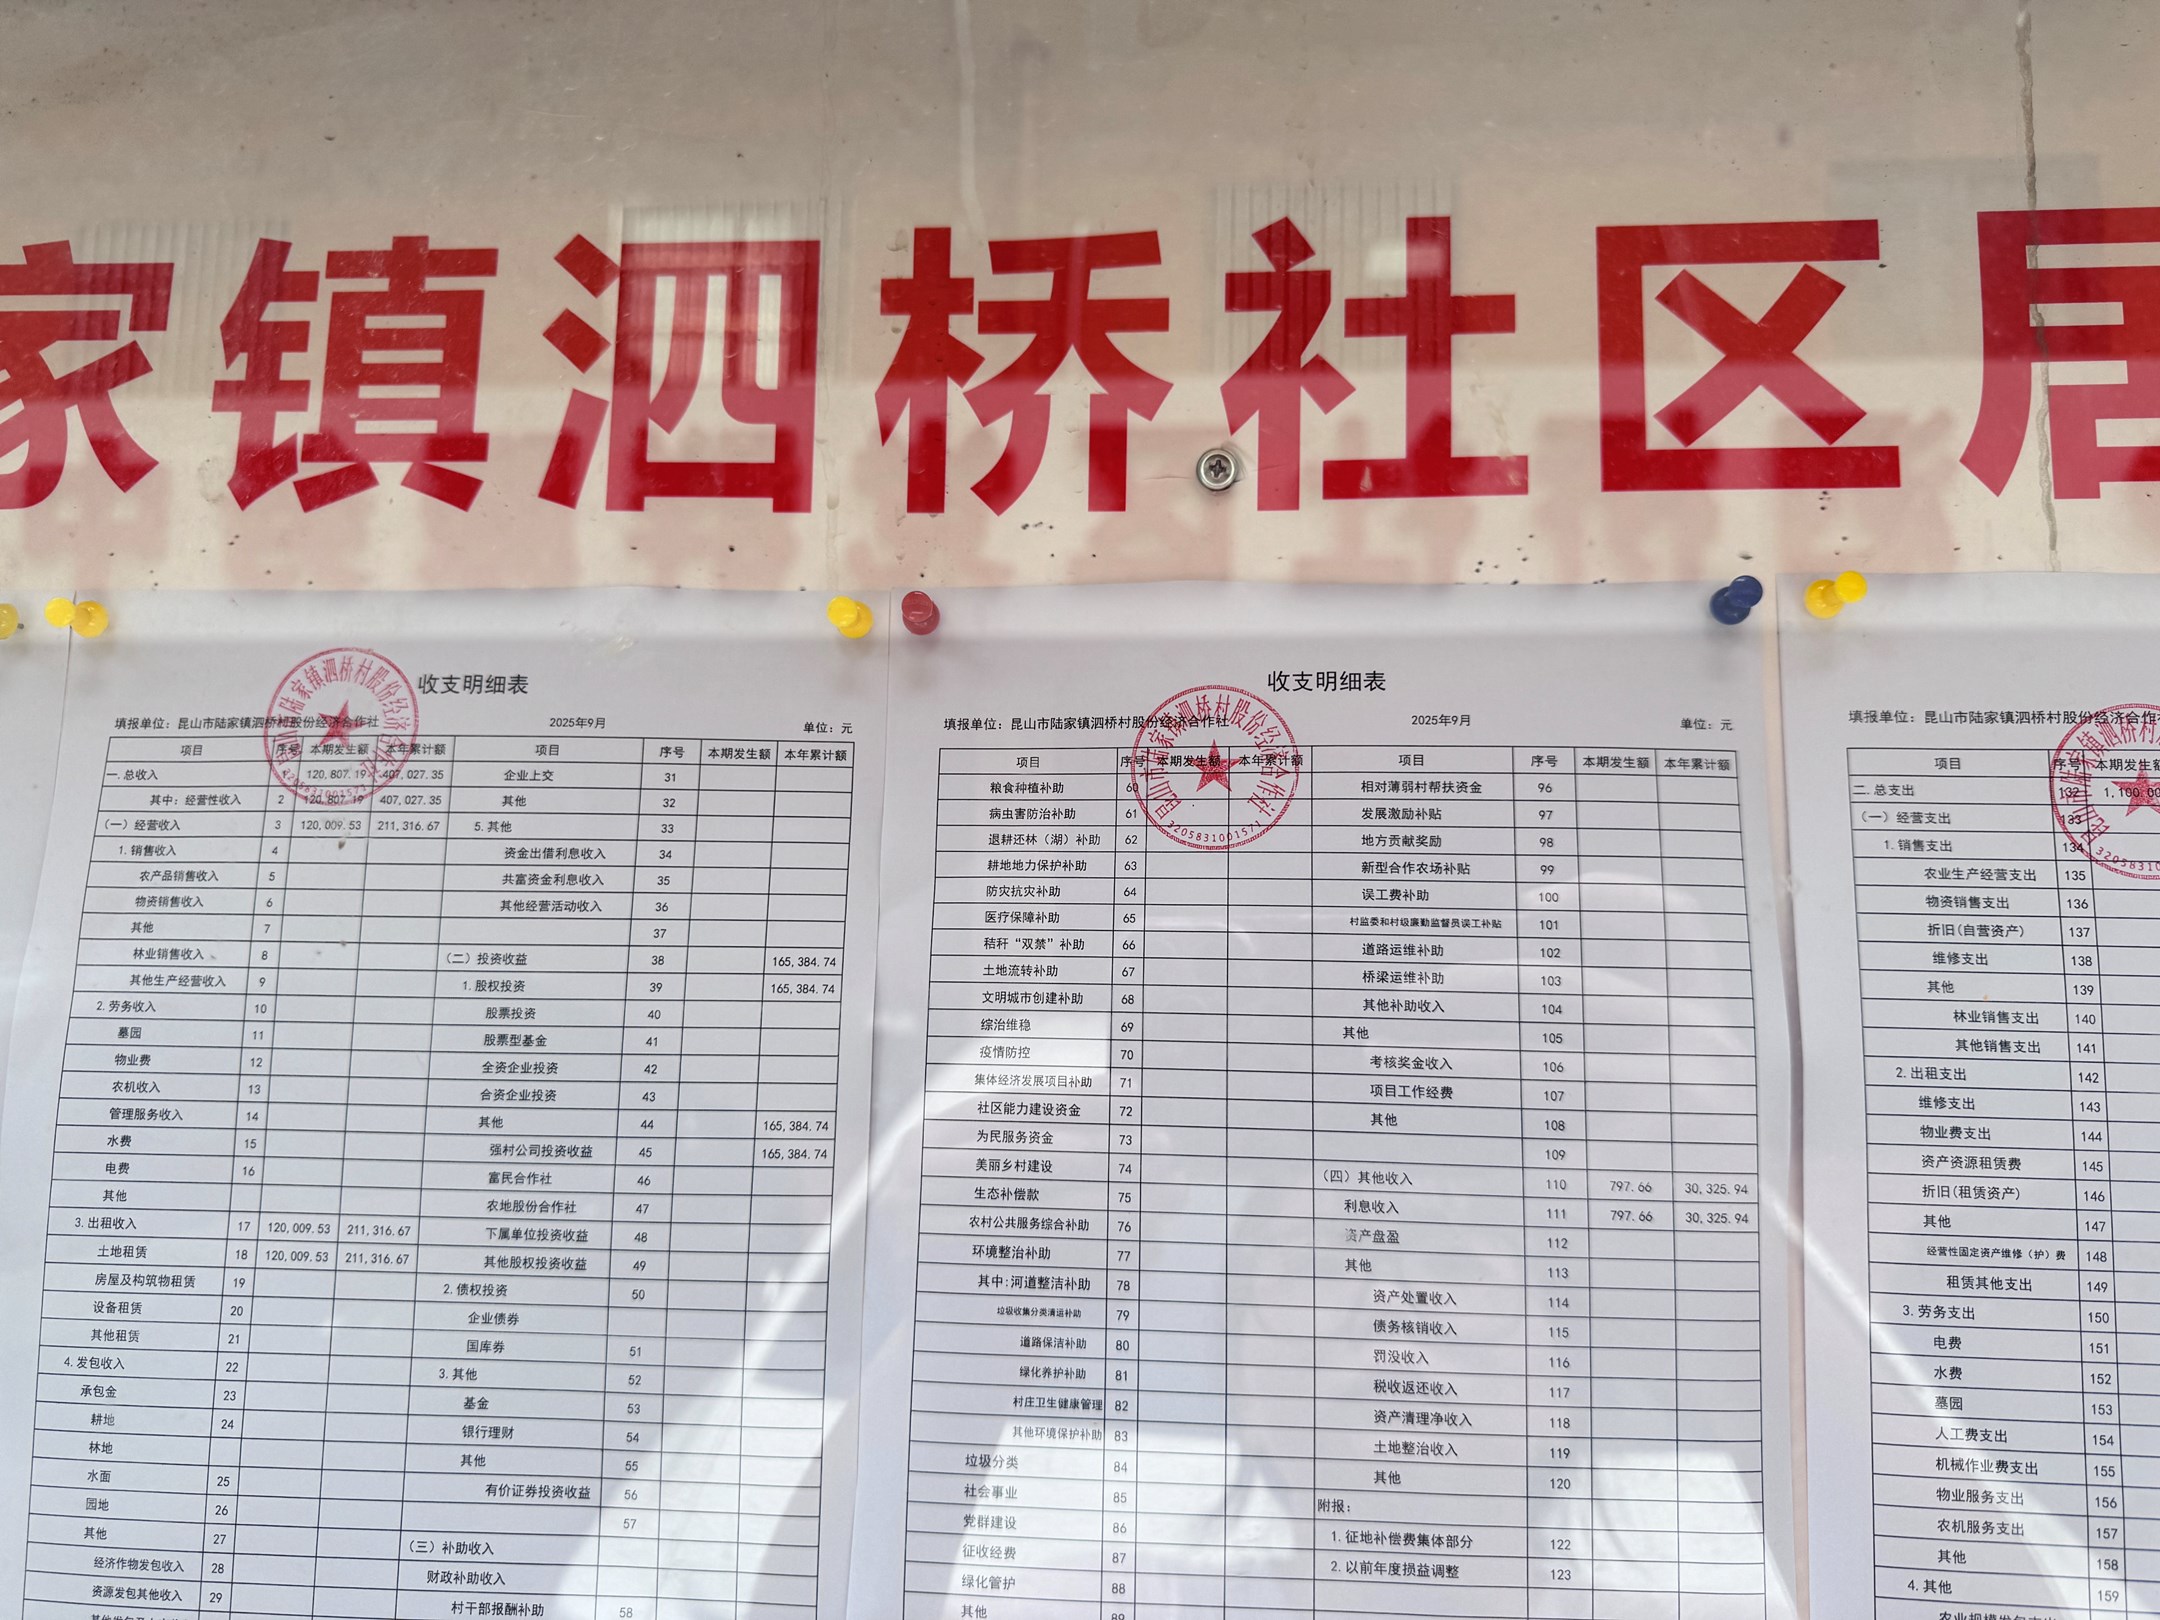 家镇泗桥社区居
收支明细表
填报单位：昆山市陆家镇泗桥村股份经济合作社 2025年9月 单位：元
项目 序号 本期发生额 本年累计额 项目 序号 本期发生额 本年累计额
一.总收入 120,807.19 407,027.35 企业上交 31
其中：经营性收入 2 120,807.19 407,027.35 其他 32
（一）经营收入 3 120,009.53 211,316.67 5.其他 33
1.销售收入 4 资金出借利息收入 34
农产品销售收入 5 共富资金利息收入 35
物资销售收入 6 其他经营活动收入 36
其他 7 37
林业销售收入 8 （二）投资收益 38 165,384.74
其他生产经营收入 9 1.股权投资 39 165,384.74
2.劳务收入 10 股票投资 40
墓园 11 股票型基金 41
物业费 12 全资企业投资 42
农机收入 13 合资企业投资 43
管理服务收入 14 其他 44 165,384.74
水费 15 强村公司投资收益 45 165,384.74
电费 16 富民合作社 46
其他 农地股份合作社 47
3.出租收入 17 120,009.53 211,316.67 下属单位投资收益 48
土地租赁 18 120,009.53 211,316.67 其他股权投资收益 49
房屋及构筑物租赁 19 2.债权投资 50
设备租赁 20 企业债券
其他租赁 21 国库券 51
4.发包收入 22 3.其他 52
承包金 23 基金 53
耕地 24 银行理财 54
林地 其他 55
水面 25 有价证券投资收益 56
园地 26 57
其他 27 （三）补助收入
经济作物发包收入 28 财政补助收入
资源发包其他收入 29 村干部报酬补助 58
收支明细表
填报单位：昆山市陆家镇泗桥村股份经济合作社 2025年9月 单位：元
项目 序号 本期发生额 本年累计额 项目 序号 本期发生额 本年累计额
粮食种植补助 60 相对薄弱村帮扶资金 96
病虫害防治补助 61 发展激励补贴 97
退耕还林（湖）补助 62 地方贡献奖励 98
耕地地力保护补助 63 新型合作农场补贴 99
防灾抗灾补助 64 误工费补助 100
医疗保障补助 65 村监委和村级廉勤监督员误工补贴 101
秸秆“双禁”补助 66 道路运维补助 102
土地流转补助 67 桥梁运维补助 103
文明城市创建补助 68 其他补助收入 104
综治维稳 69 其他 105
疫情防控 70 考核奖金收入 106
集体经济发展项目补助 71 项目工作经费 107
社区能力建设资金 72 其他 108
为民服务资金 73 109
美丽乡村建设 74 （四）其他收入 110 797.66 30,325.94
生态补偿款 75 利息收入 111 797.66 30,325.94
农村公共服务综合补助 76 资产盘盈 112
环境整治补助 77 其他 113
其中:河道整洁补助 78 资产处置收入 114
垃圾收集分类清运补助 79 债务核销收入 115
道路保洁补助 80 罚没收入 116
绿化养护补助 81 税收返还收入 117
村庄卫生健康管理 82 资产清理净收入 118
其他环境保护补助 83 土地整治收入 119
垃圾分类 84 其他 120
社会事业 85 附报：
党群建设 86 1.征地补偿费集体部分 122
征收经费 87 2.以前年度损益调整 123
绿化管护 88
其他 89
填报单位：昆山市陆家镇泗桥村股份经济合作
项目 序号 本期发生额
二.总支出 132 1,100.00
（一）经营支出 133
1.销售支出 134
农业生产经营支出 135
物资销售支出 136
折旧(自营资产) 137
维修支出 138
其他 139
林业销售支出 140
其他销售支出 141
2.出租支出 142
维修支出 143
物业费支出 144
资产资源租赁费 145
折旧(租赁资产) 146
其他 147
经营性固定资产维修（护）费 148
租赁其他支出 149
3.劳务支出 150
电费 151
水费 152
墓园 153
人工费支出 154
机械作业费支出 155
物业服务支出 156
农机服务支出 157
其他 158
4.其他 159
昆山市陆家镇泗桥村股份经济合作社
3205831001571
昆山市陆家镇泗桥村股份经济合作社
3205831001571